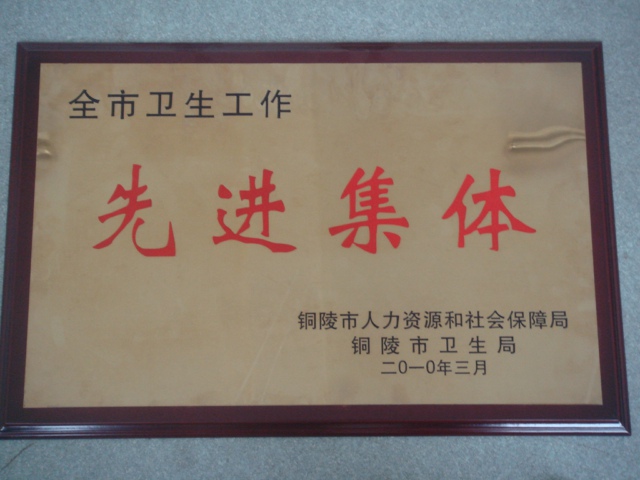 全市卫生工作
先进集体
铜陵市人力资源和社会保障局
铜陵市卫生局
二0一0年三月